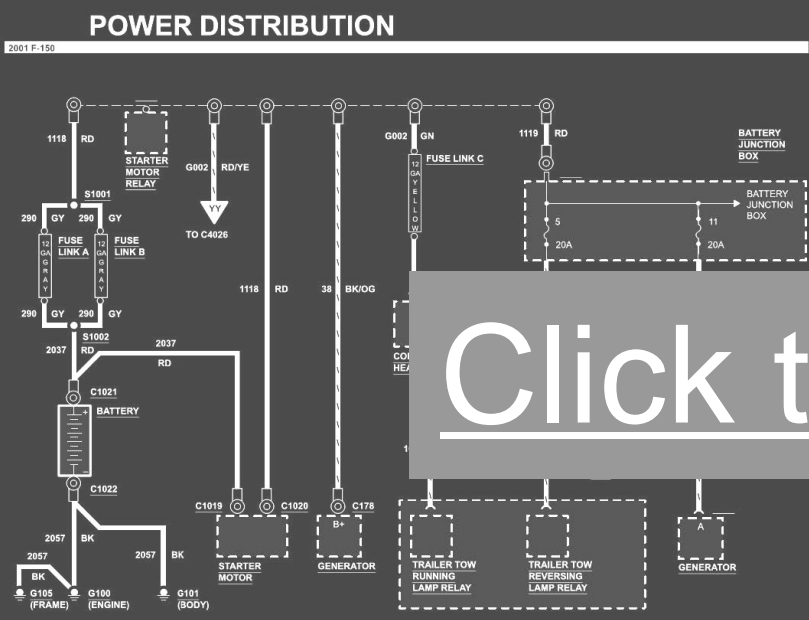 POWER DISTRIBUTION
2001 F-150
1118 RD
STARTER
MOTOR
RELAY
G002 RD/YE
YY
TO C4026
G002 GN
FUSE LINK C
12 GA YELLOW
1119 RD
BATTERY
JUNCTION
BOX
BATTERY
JUNCTION
BOX
5
20A
11
20A
S1001
290 GY 290 GY
12 GA GRAY
FUSE
LINK A
12 GA GRAY
FUSE
LINK B
290 GY 290 GY
S1002
1118 RD
38 BK/OG
2037 RD
2037
RD
C1021
BATTERY
+
-
C1022
Click t
2057 BK
2057 BK
2057
BK
G105
(FRAME)
G100
(ENGINE)
G101
(BODY)
C1019
C1020
STARTER
MOTOR
C178
B+
GENERATOR
TRAILER TOW
RUNNING
LAMP RELAY
TRAILER TOW
REVERSING
LAMP RELAY
A
GENERATOR